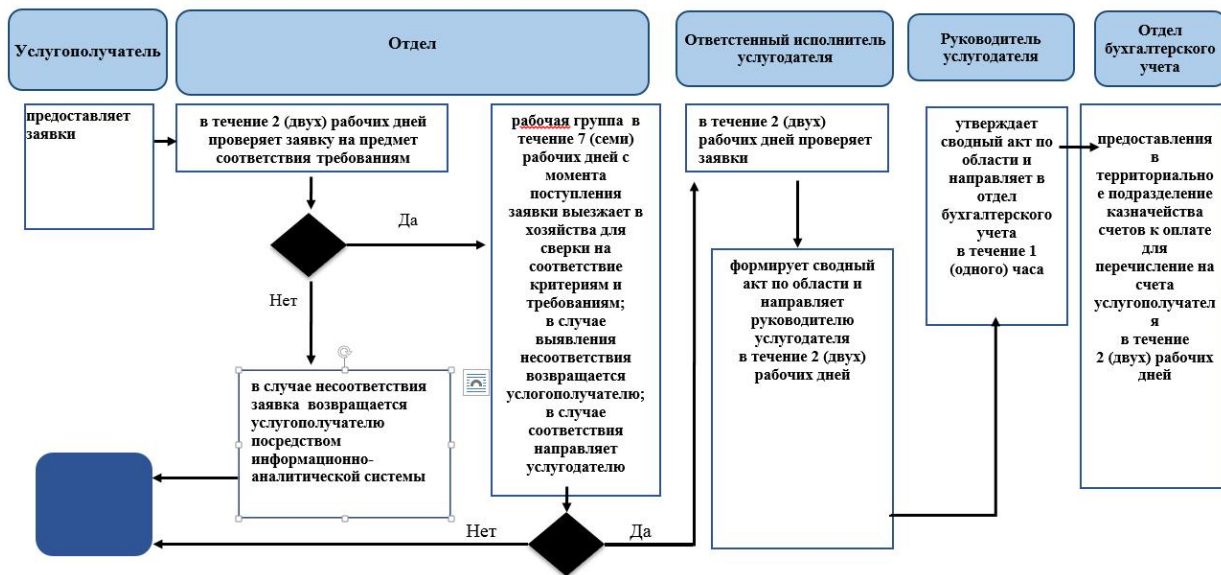 Услугополучатель
Отдел
Ответстенный исполнитель
услугодателя
Руководитель
услугодателя
Отдел
бухгалтерского
учета
предоставляет
заявки
в течение 2 (двух) рабочих дней
проверяет заявку на предмет
соответствия требованиям
Да
Нет
в случае несоответствия
заявка возвращается
услугополучателю
посредством
информационно-
аналитической системы
рабочая группа в
течение 7 (семи)
рабочих дней с
момента
поступления
заявки выезжает в
хозяйства для
сверки на
соответствие
критериям и
требованиям;
в случае
выявления
несоответствия
возвращается
услогополучателю;
в случае
соответствия
направляет
услугодателю
Нет
Да
в течение 2 (двух)
рабочих дней проверяет
заявки
формирует сводный
акт по области и
направляет
руководителю
услугодателя
в течение 2 (двух)
рабочих дней
утверждает
сводный акт по
области и
направляет в
отдел
бухгалтерского
учета
в течение 1
(одного) часа
предоставления
в
территориально
е подразделение
казначейства
счетов к оплате
для
перечисление на
счета
услугополучател
я
в течение
2 (двух) рабочих
дней